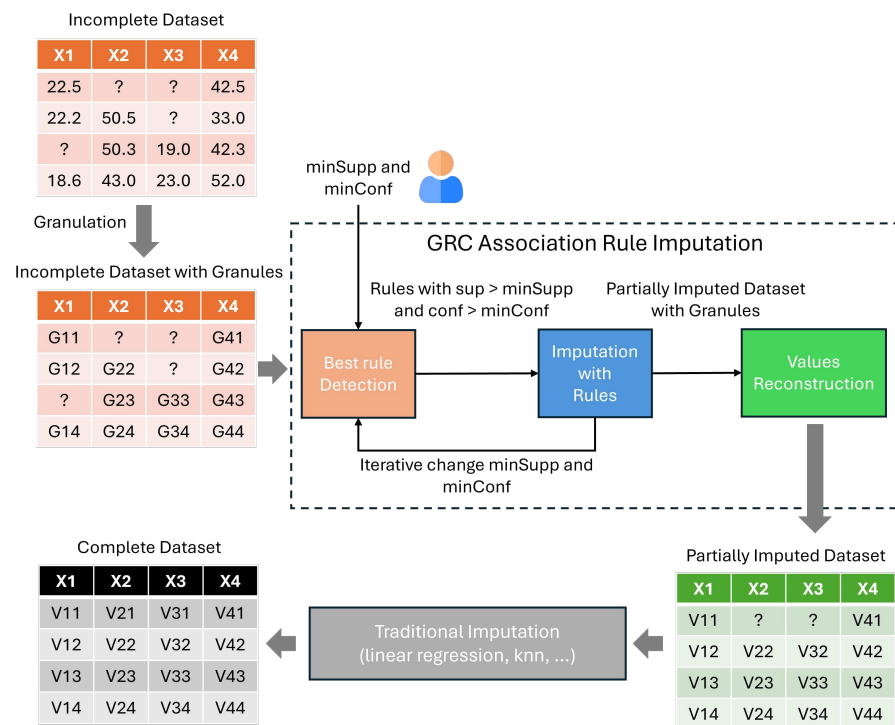 Incomplete Dataset
X1 X2 X3 X4
22.5 ? ? 42.5
22.2 50.5 ? 33.0
? 50.3 19.0 42.3
18.6 43.0 23.0 52.0
Granulation
minSupp and
minConf
Incomplete Dataset with Granules
X1 X2 X3 X4
G11 ? ? G41
G12 G22 ? G42
? G23 G33 G43
G14 G24 G34 G44
GRC Association Rule Imputation
Rules with sup > minSupp
and conf > minConf
Partially Imputed Dataset
with Granules
Best rule
Detection
Imputation
with
Rules
Values
Reconstruction
Iterative change minSupp and
minConf
Partially Imputed Dataset
X1 X2 X3 X4
V11 ? ? V41
V12 V22 V32 V42
V13 V23 V33 V43
V14 V24 V34 V44
Traditional Imputation
(linear regression, knn, ...)
Complete Dataset
X1 X2 X3 X4
V11 V21 V31 V41
V12 V22 V32 V42
V13 V23 V33 V43
V14 V24 V34 V44